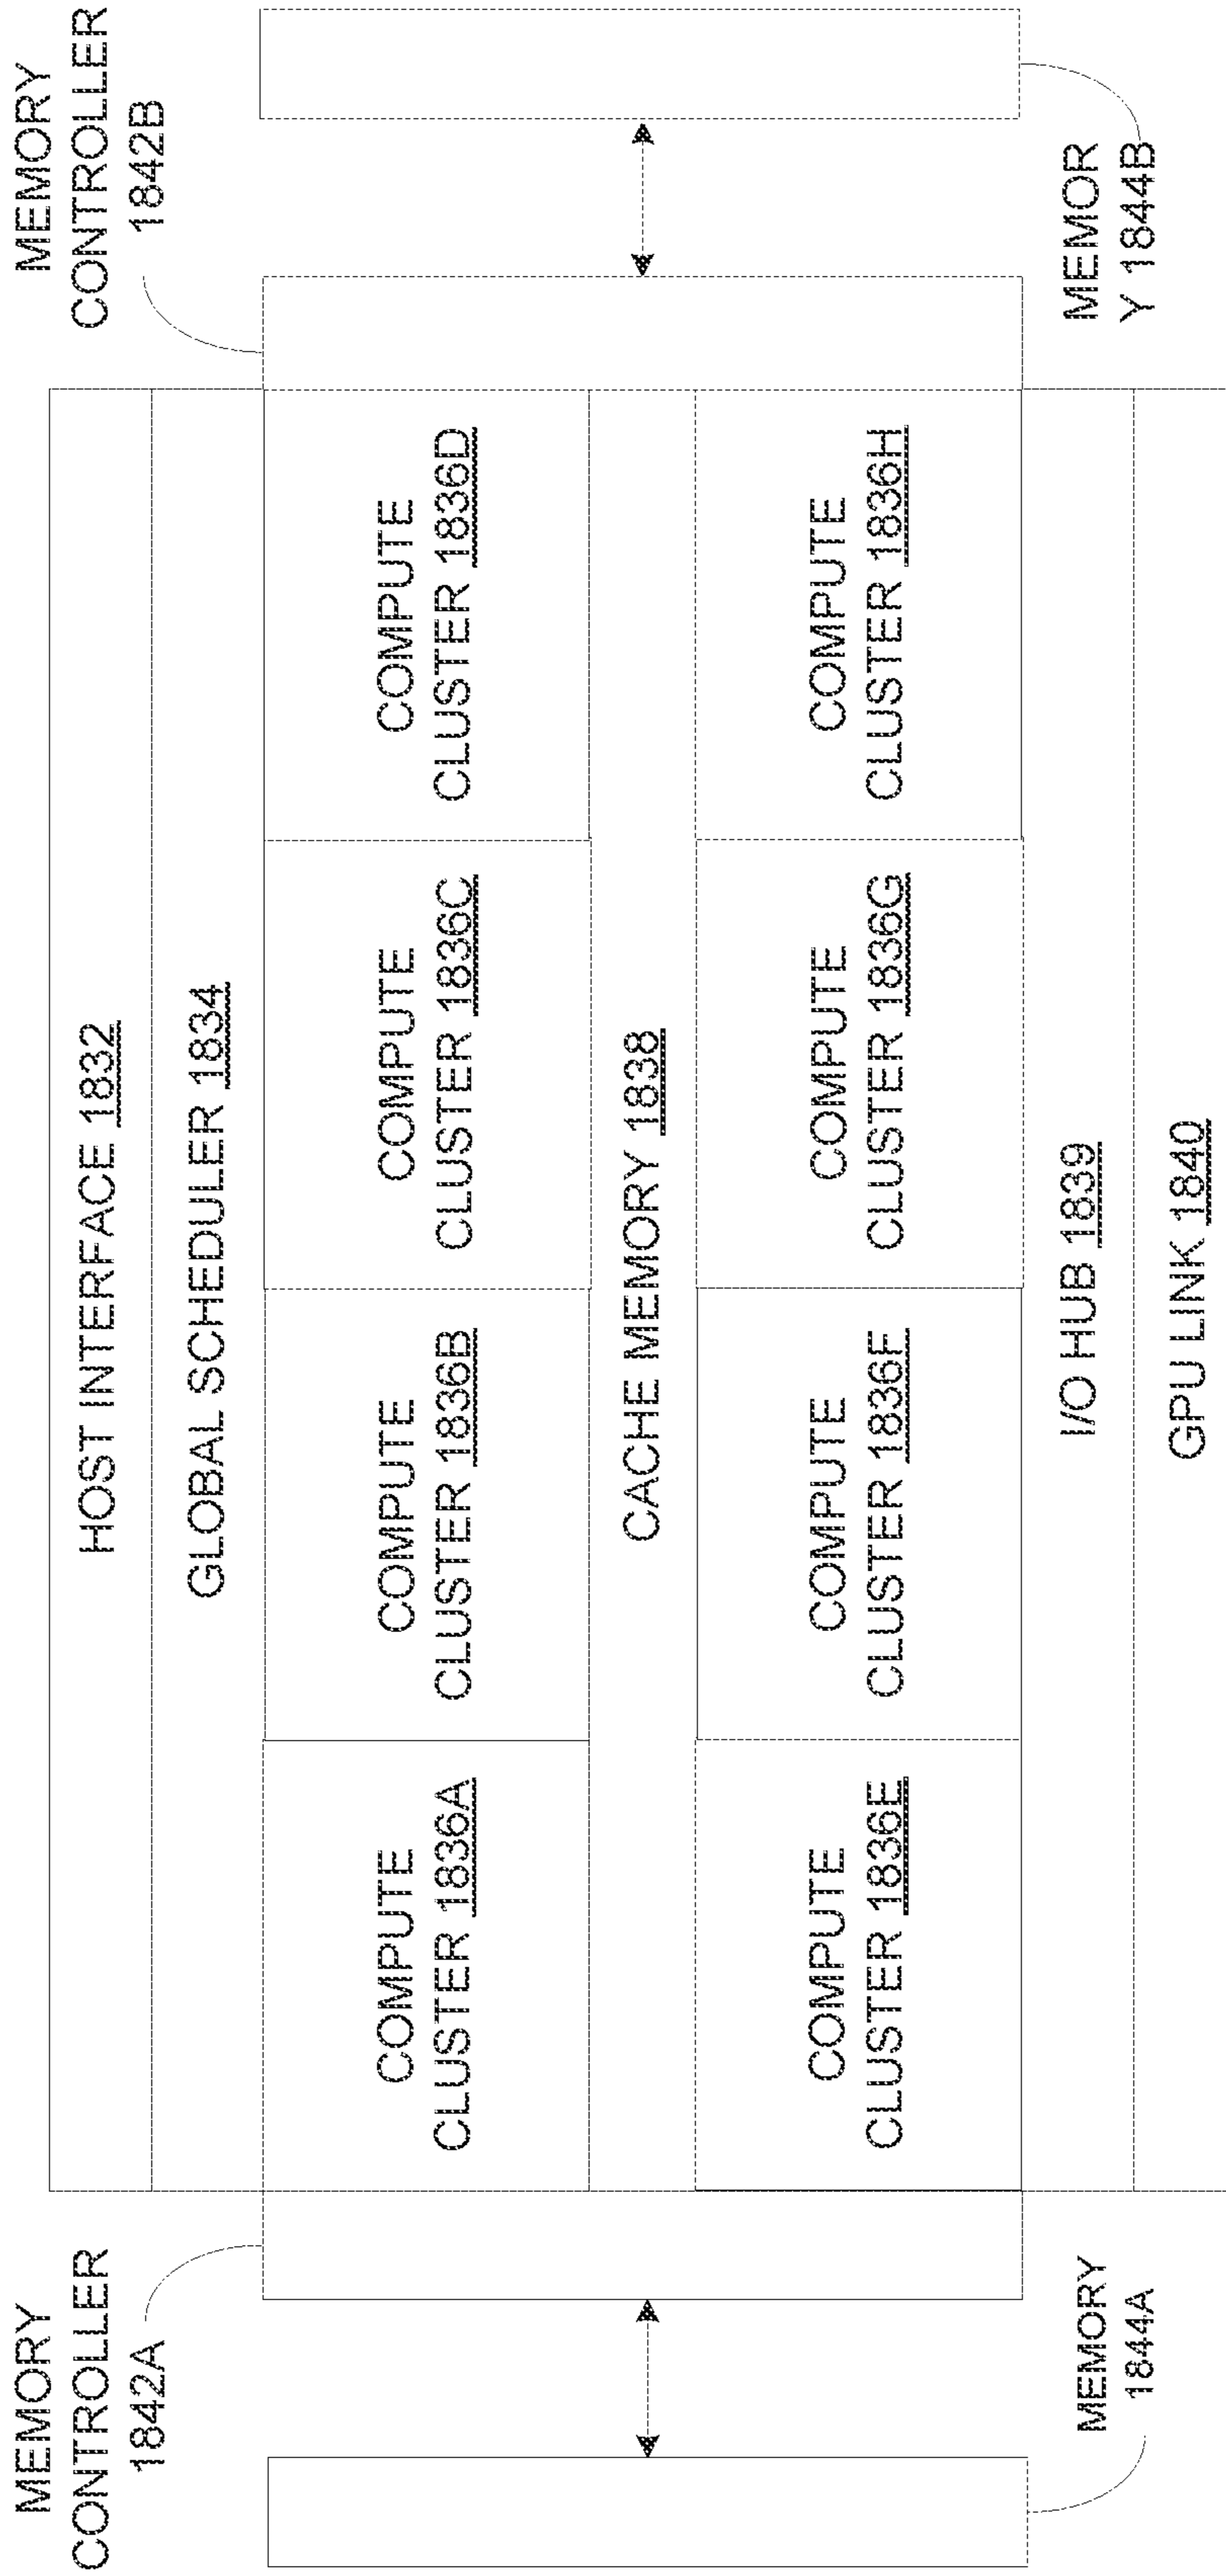 HOST INTERFACE 1832
GLOBAL SCHEDULER 1834
MEMORY
CONTROLLER
1842A
MEMORY
CONTROLLER
1842B
COMPUTE
CLUSTER 1836A
COMPUTE
CLUSTER 1836B
COMPUTE
CLUSTER 1836C
COMPUTE
CLUSTER 1836D
CACHE MEMORY 1838
COMPUTE
CLUSTER 1836E
COMPUTE
CLUSTER 1836F
COMPUTE
CLUSTER 1836G
COMPUTE
CLUSTER 1836H
MEMORY
1844A
I/O HUB 1839
MEMOR
Y 1844B
GPU LINK 1840